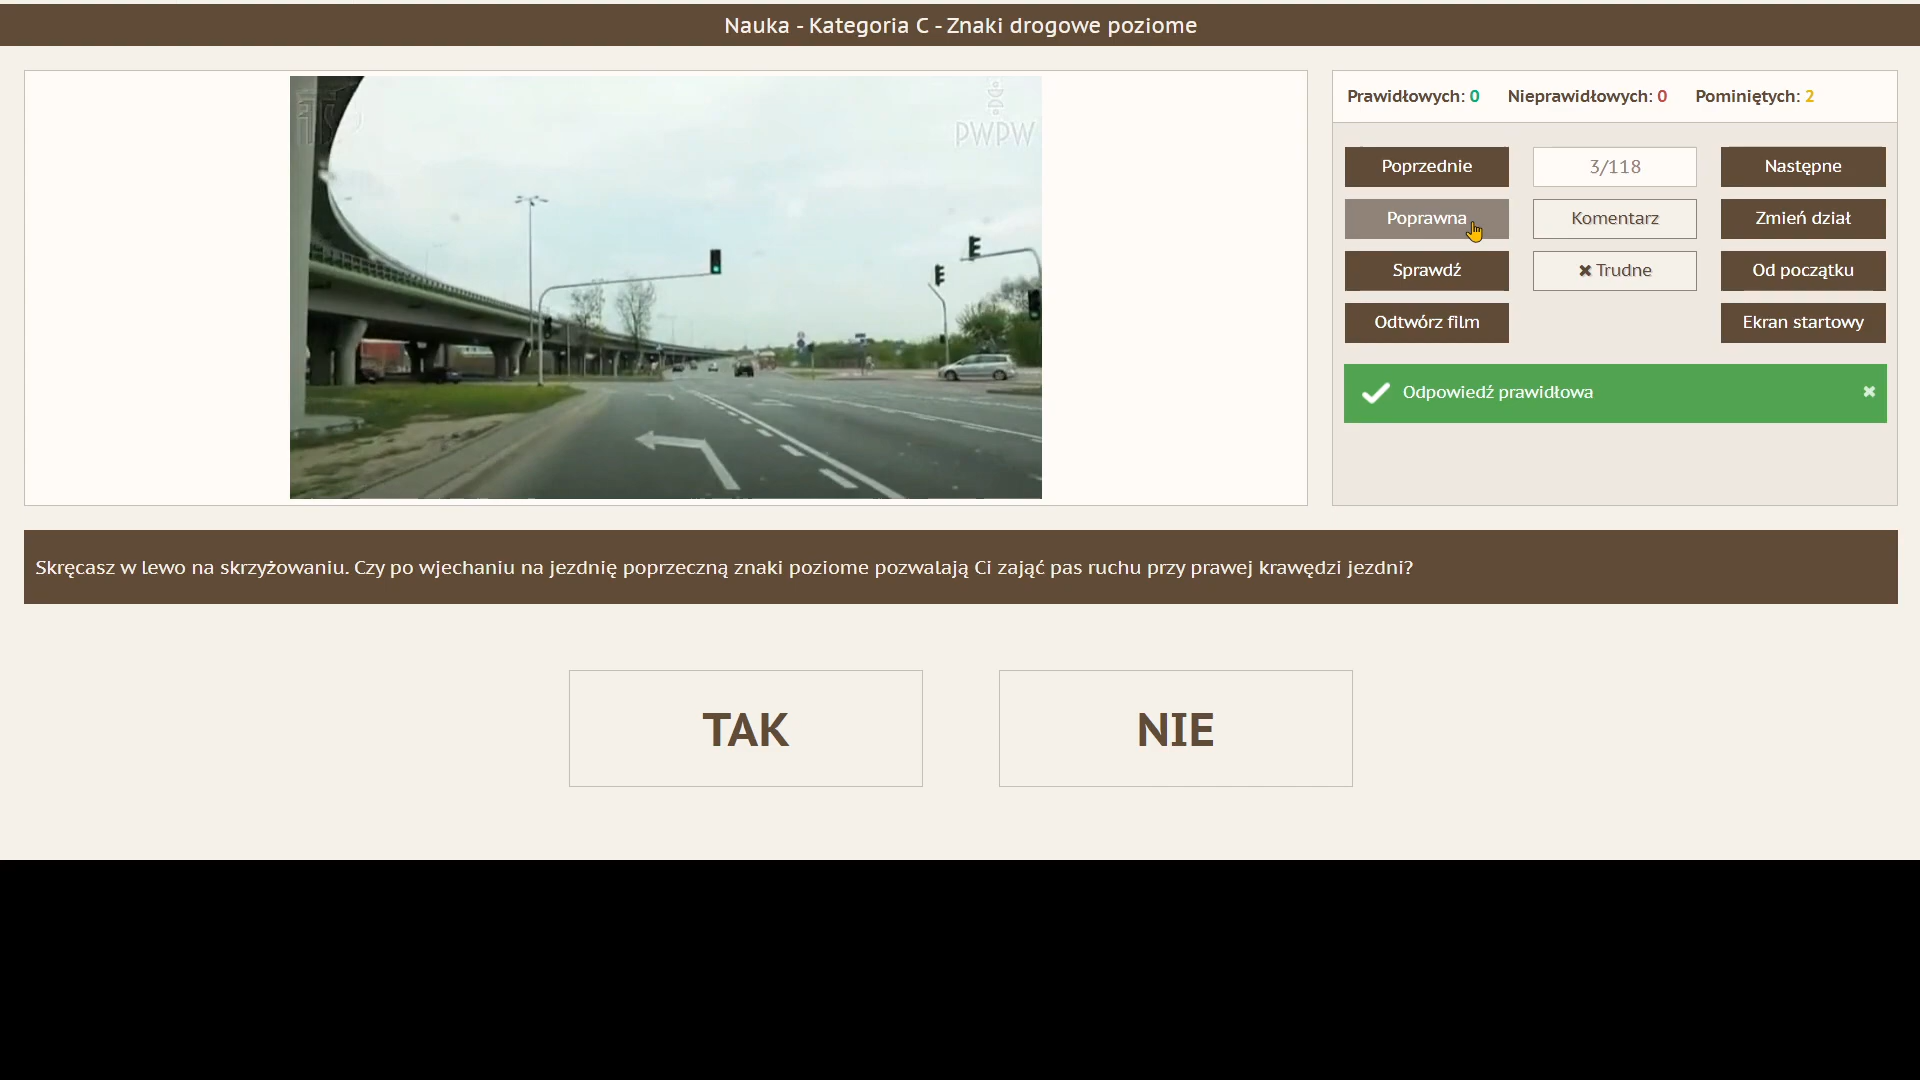 Nauka - Kategoria C - Znaki drogowe poziome
PWPW
Prawidłowych: 0 Nieprawidłowych: 0 Pominiętych: 2
Poprzednie 3/118 Następne
Poprawna Komentarz Zmień dział
Sprawdź ✖ Trudne Od początku
Odtwórz film Ekran startowy
Odpowiedź prawidłowa ✖
Skręcasz w lewo na skrzyżowaniu. Czy po wjechaniu na jezdnię poprzeczną znaki poziome pozwalają Ci zająć pas ruchu przy prawej krawędzi jezdni?
TAK NIE